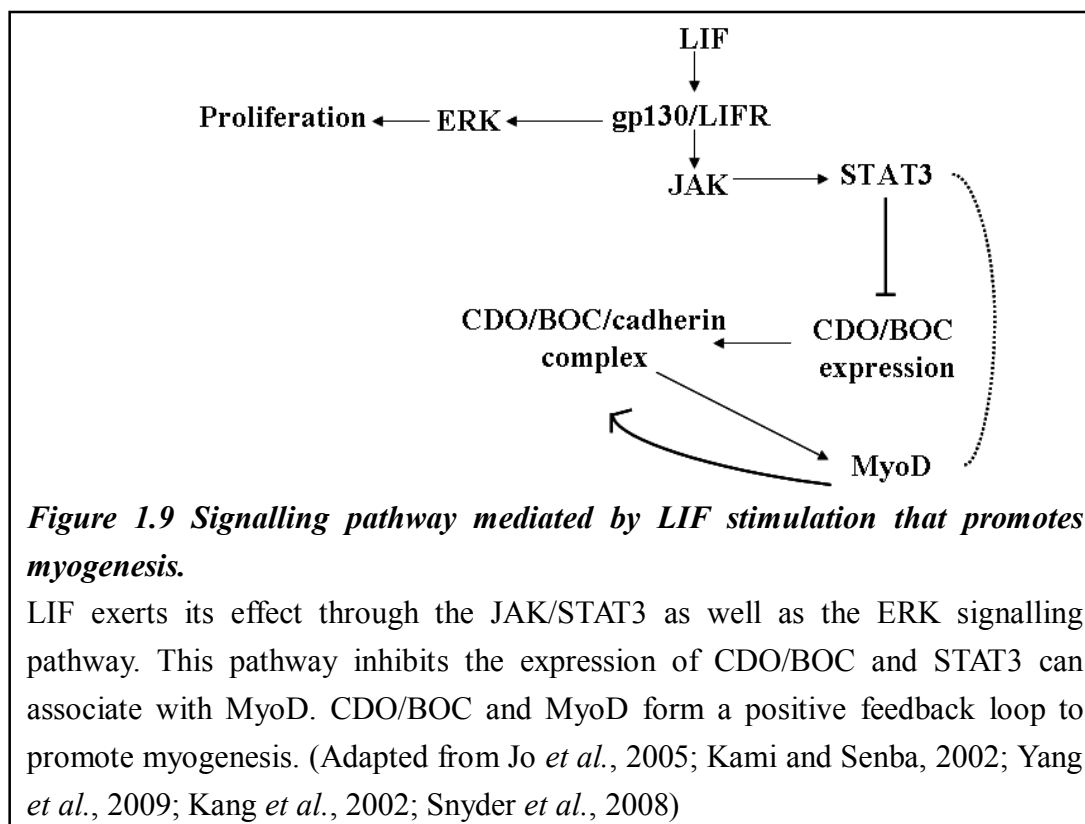 LIF
Proliferation ERK gp130/LIFR
JAK STAT3
CDO/BOC/cadherin complex
CDO/BOC expression
MyoD
Figure 1.9 Signalling pathway mediated by LIF stimulation that promotes
myogenesis.
LIF exerts its effect through the JAK/STAT3 as well as the ERK signalling
pathway. This pathway inhibits the expression of CDO/BOC and STAT3 can
associate with MyoD. CDO/BOC and MyoD form a positive feedback loop to
promote myogenesis. (Adapted from Jo et al., 2005; Kami and Senba, 2002; Yang
et al., 2009; Kang et al., 2002; Snyder et al., 2008)